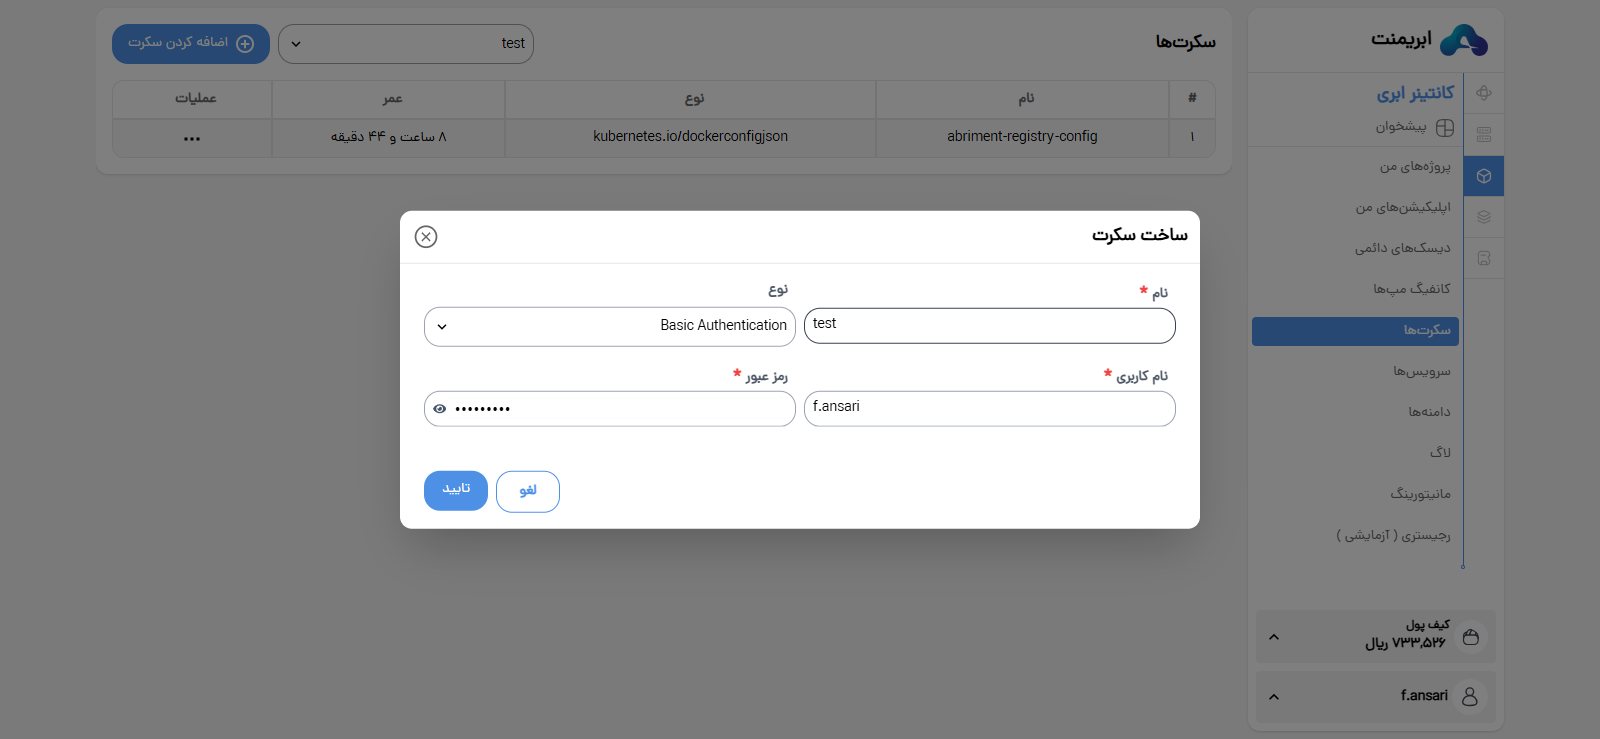 ابریمنت
کانتینر ابری
پیشخوان
پروژه‌های من
اپلیکیشن‌های من
دیسک‌های دائمی
کانفیگ مپ‌ها
سکرت‌ها
سرویس‌ها
دامنه‌ها
لاگ
مانیتورینگ
رجیستری ( آزمایشی )
کیف پول
۷۳۳,۵۲۶ ریال
f.ansari
سکرت‌ها
test
اضافه کردن سکرت
# نام نوع عمر عملیات
۱ abriment-registry-config kubernetes.io/dockerconfigjson ۸ ساعت و ۴۴ دقیقه
ساخت سکرت
نام *
نوع
test
Basic Authentication
نام کاربری *
رمز عبور *
f.ansari
•••••••••
لغو
تایید